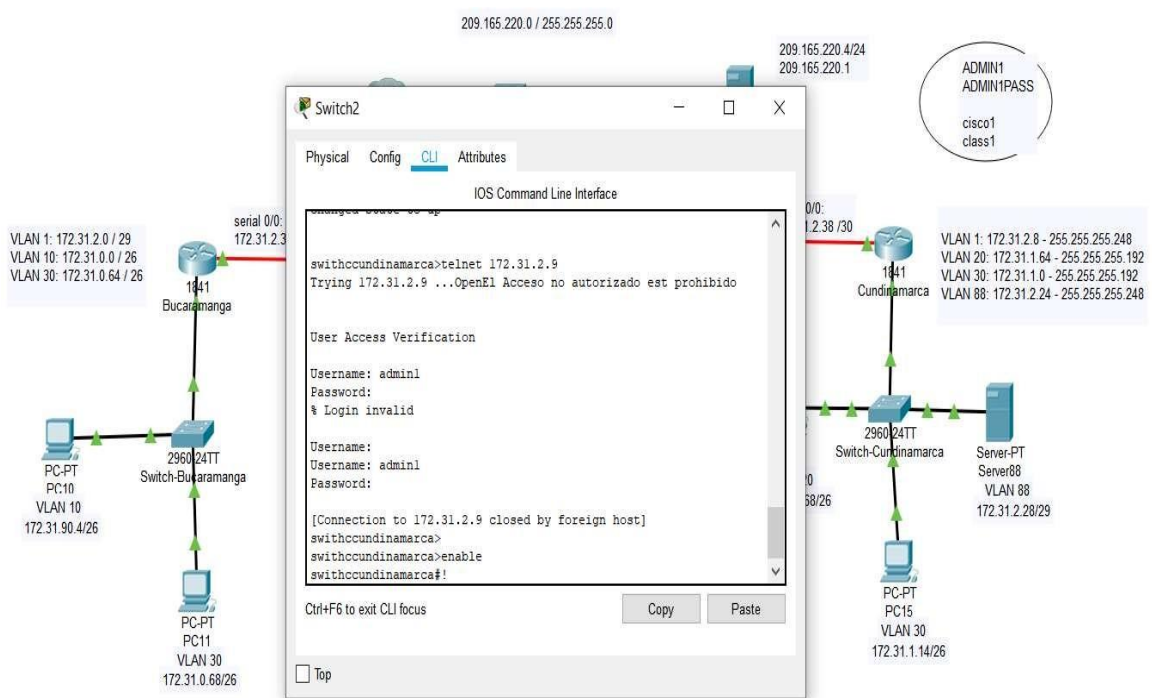 209.165.220.0 / 255.255.255.0
209.165.220.4/24
209.165.220.1
ADMIN1
ADMIN1PASS
cisco1
class1
Switch2
Physical Config CLI Attributes
IOS Command Line Interface
swithccundinamarca>telnet 172.31.2.9
Trying 172.31.2.9 ...OpenEl Acceso no autorizado est prohibido
User Access Verification
Username: admin1
Password:
% Login invalid
Username:
Username: admin1
Password:
[Connection to 172.31.2.9 closed by foreign host]
swithccundinamarca>
swithccundinamarca>enable
swithccundinamarca#!
Ctrl+F6 to exit CLI focus
Copy Paste
Top
serial 0/0:
172.31.2.3
VLAN 1: 172.31.2.0 / 29
VLAN 10: 172.31.0.0 / 26
VLAN 30: 172.31.0.64 / 26
1841
Bucaramanga
2960-24TT
Switch-Bucaramanga
PC-PT
PC10
VLAN 10
172.31.90.4/26
PC-PT
PC11
VLAN 30
172.31.0.68/26
0/0:
1.2.38 /30
1841
Cundinamarca
VLAN 1: 172.31.2.8 - 255.255.255.248
VLAN 20: 172.31.1.64 - 255.255.255.192
VLAN 30: 172.31.1.0 - 255.255.255.192
VLAN 88: 172.31.2.24 - 255.255.255.248
2960-24TT
Switch-Cundinamarca
Server-PT
Server88
VLAN 88
172.31.2.28/29
68/26
PC-PT
PC15
VLAN 30
172.31.1.14/26